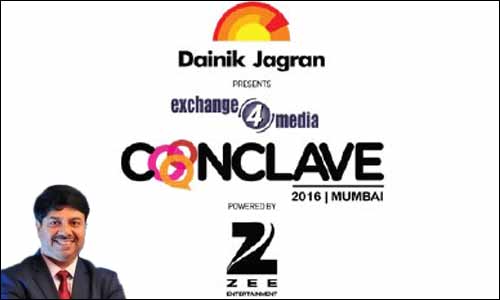 Dainik Jagran
PRESENTS
exchange 4 media
CONCLAVE
2016 | MUMBAI
POWERED BY
Z
ZEE
ENTERTAINMENT